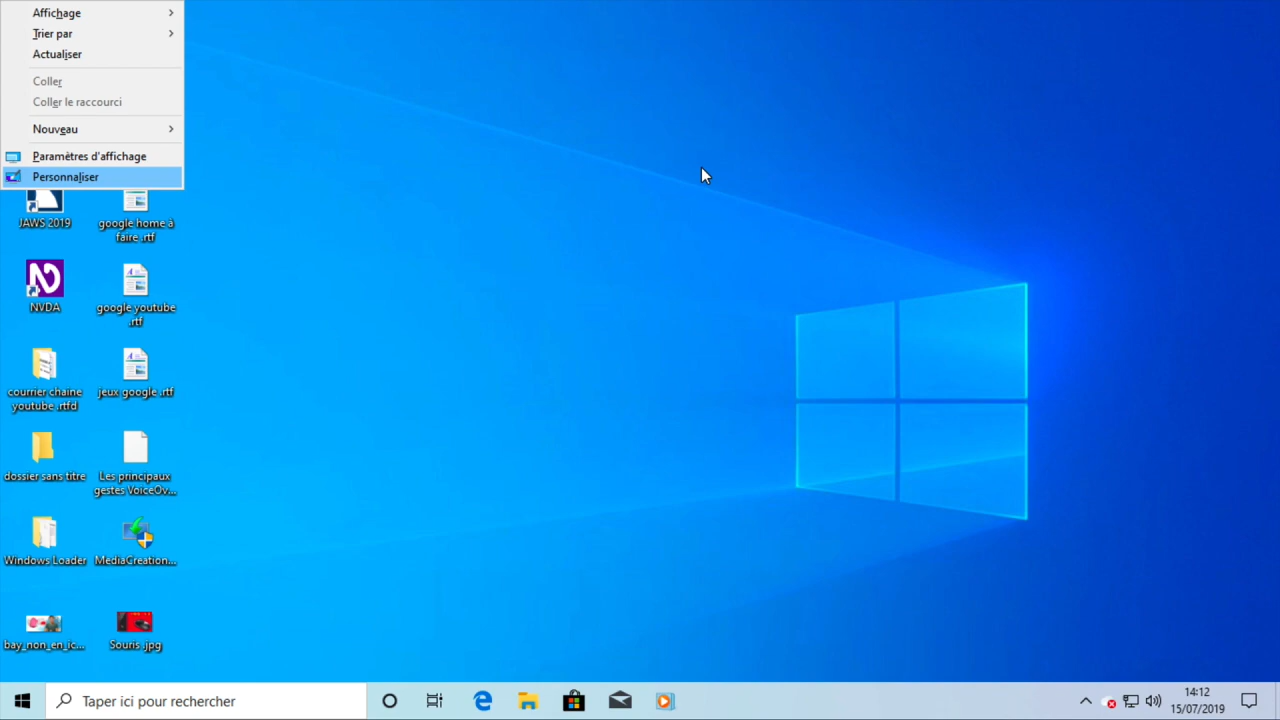 Affichage
Trier par
Actualiser
Coller
Coller le raccourci
Nouveau
Paramètres d'affichage
Personnaliser
JAWS 2019
google home à
faire .rtf
NVDA
google youtube
.rtf
courrier chaine
youtube .rtfd
jeux google .rtf
dossier sans titre
Les principaux
gestes VoiceOv...
Windows Loader
MediaCreation...
bay_non_en_ic...
Souris .jpg
Taper ici pour rechercher
14:12
15/07/2019